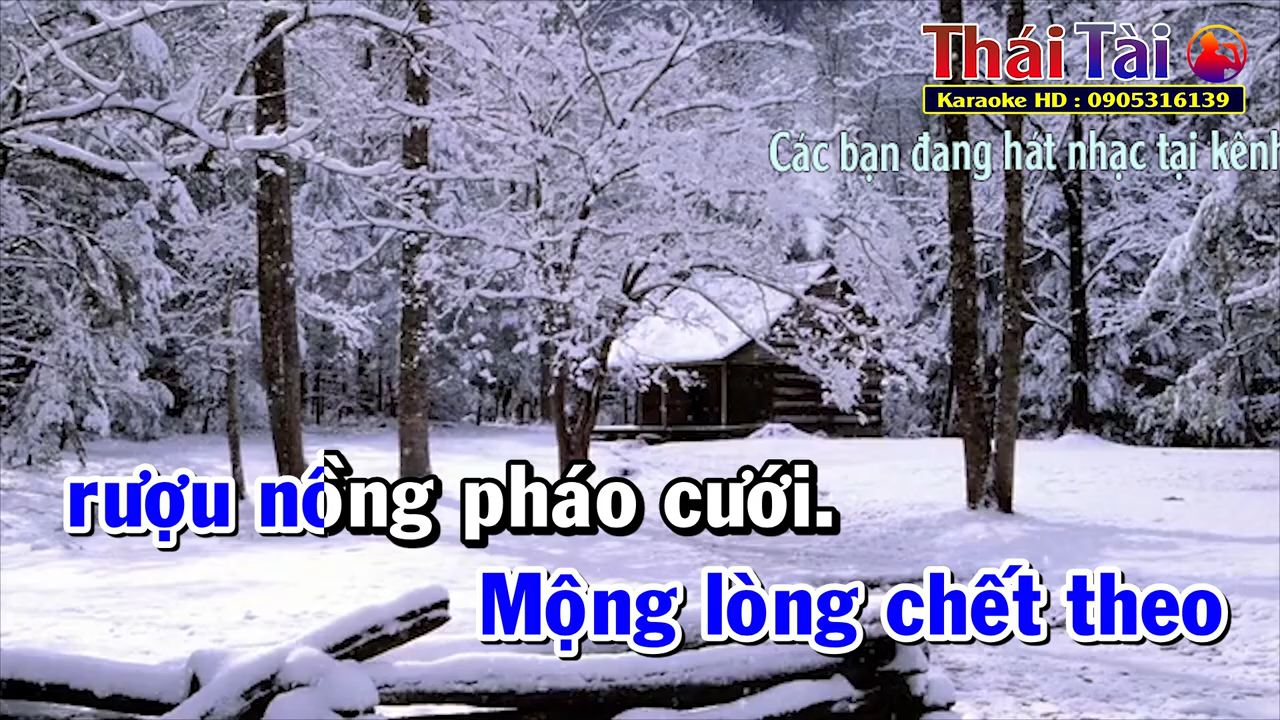 Thái Tài
Karaoke HD : 0905316139
Các bạn đang hát nhạc tại kênh
rượu nồng pháo cưới.
Mộng lòng chết theo